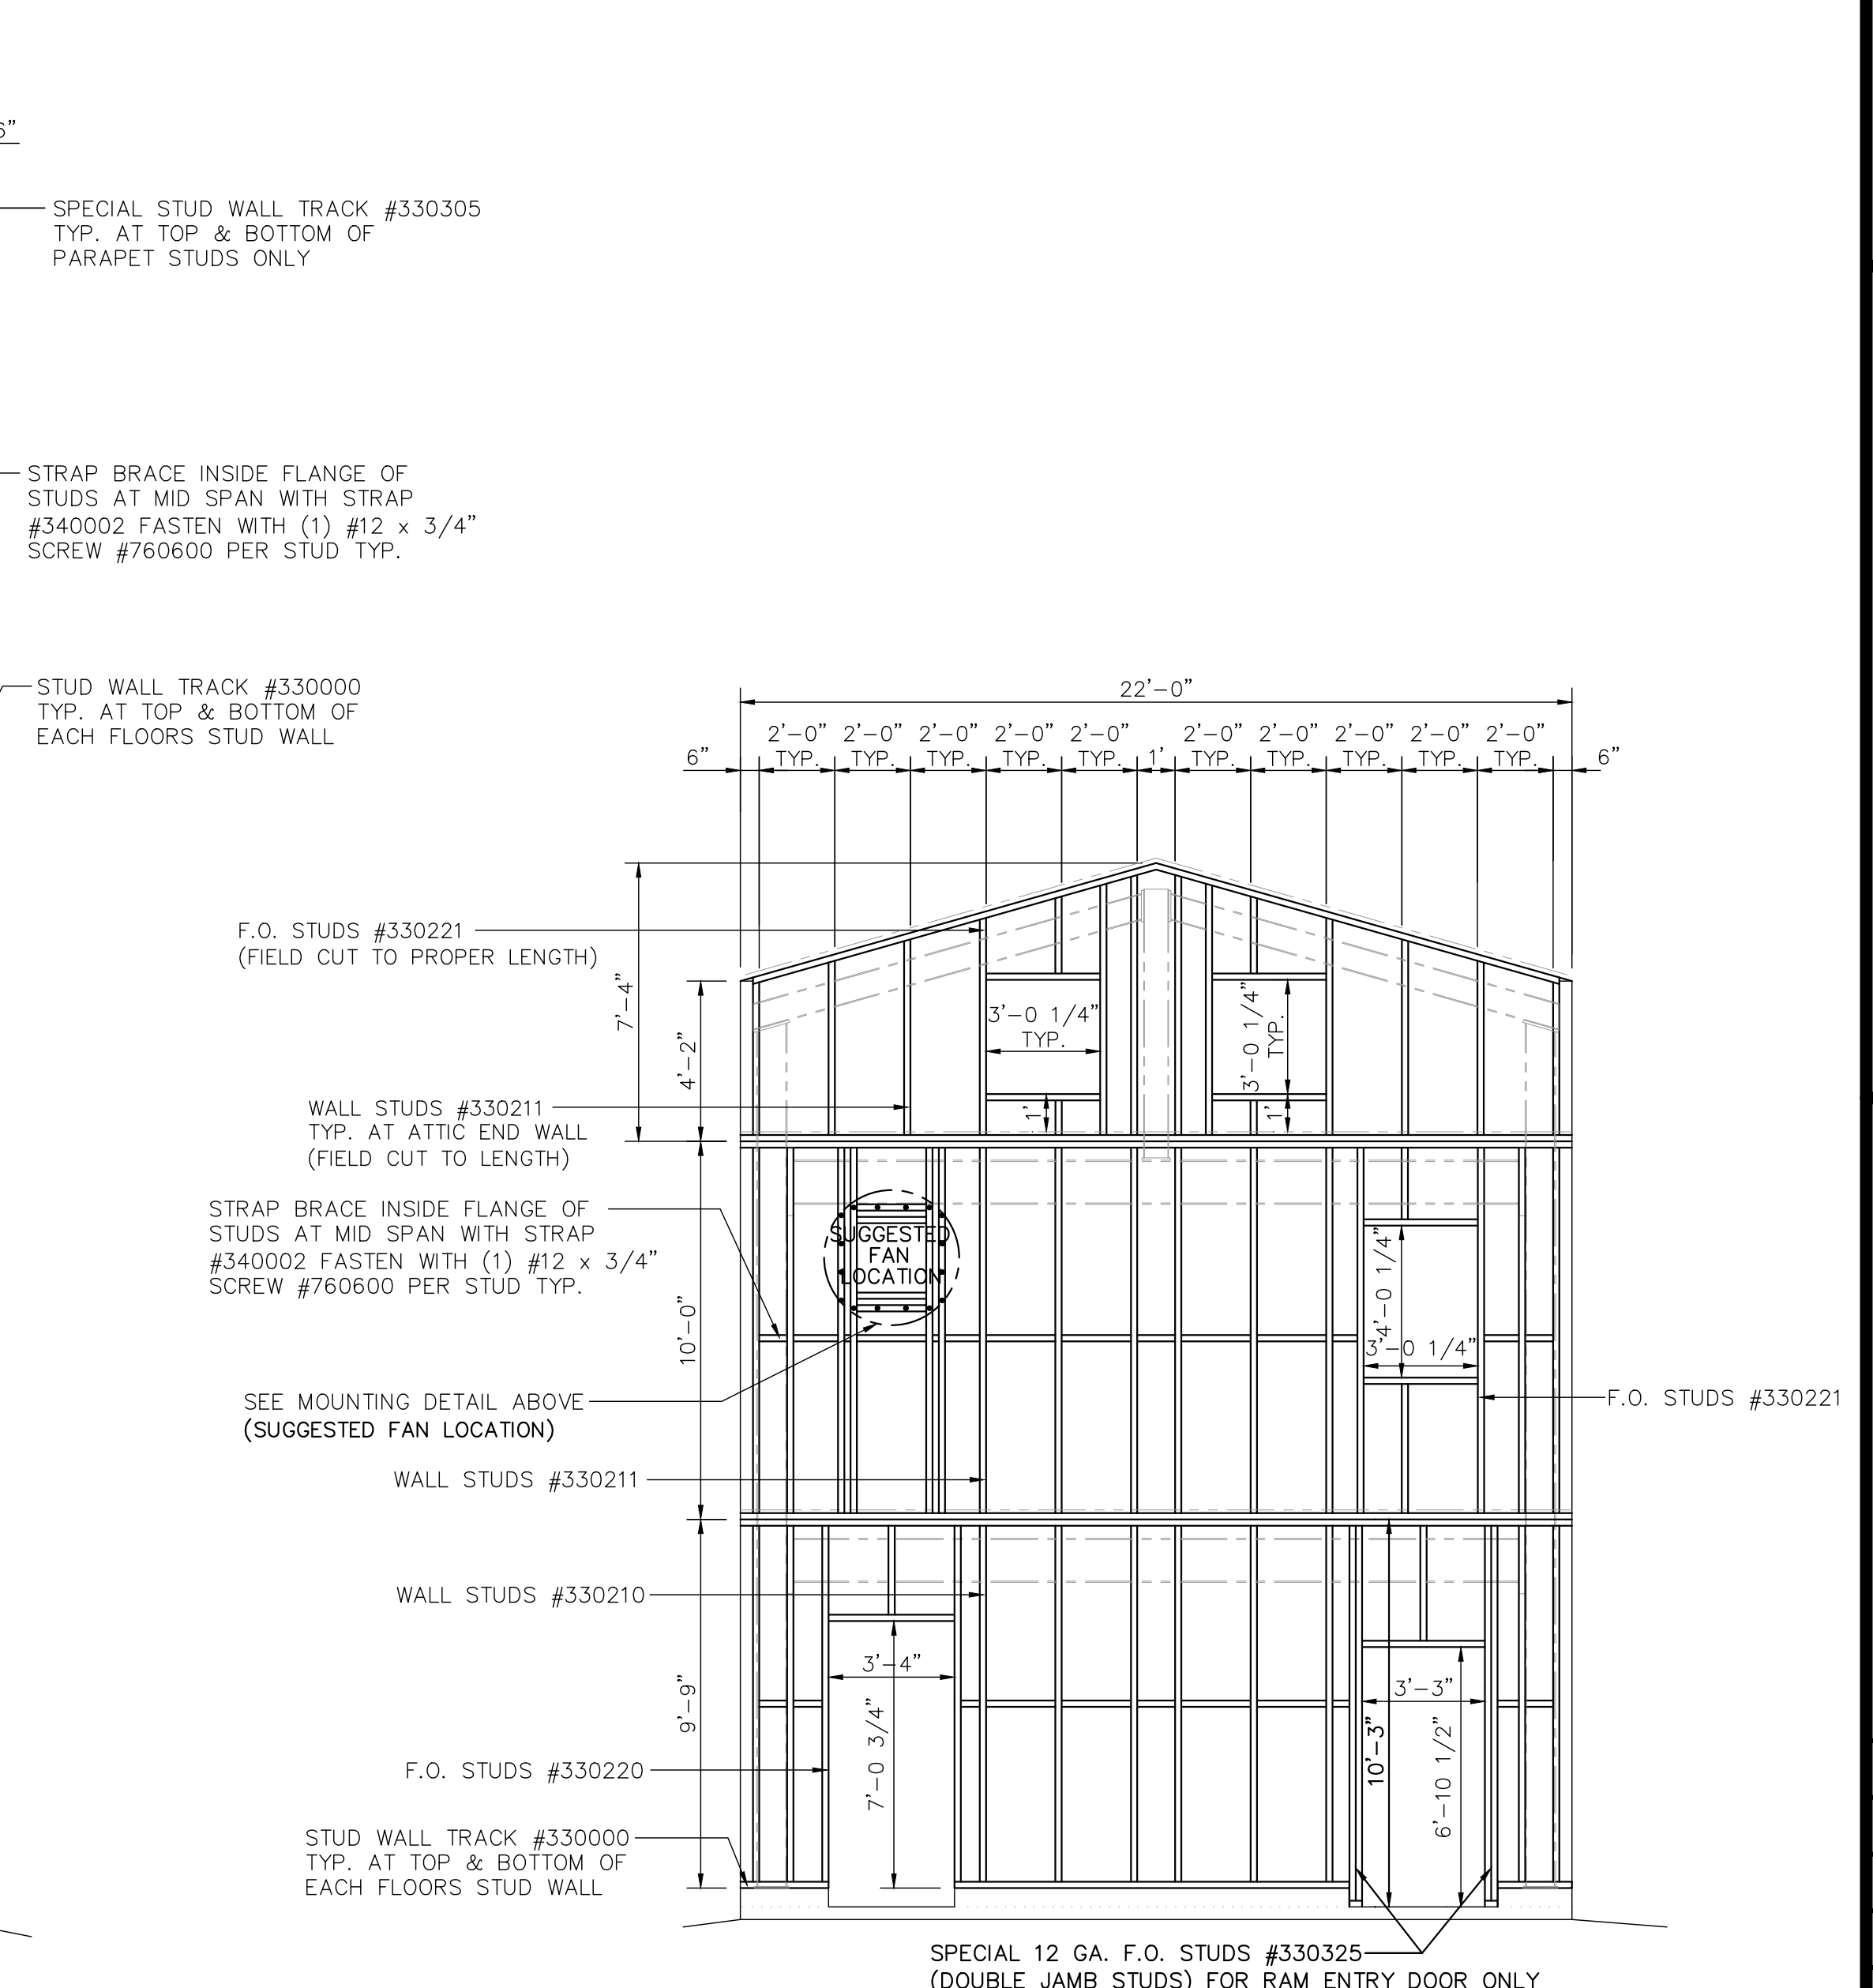 6"
SPECIAL STUD WALL TRACK #330305
TYP. AT TOP & BOTTOM OF
PARAPET STUDS ONLY
STRAP BRACE INSIDE FLANGE OF
STUDS AT MID SPAN WITH STRAP
#340002 FASTEN WITH (1) #12 x 3/4"
SCREW #760600 PER STUD TYP.
STUD WALL TRACK #330000
TYP. AT TOP & BOTTOM OF
EACH FLOORS STUD WALL
22'-0"
2'-0" 2'-0" 2'-0" 2'-0" 2'-0" 2'-0" 2'-0" 2'-0" 2'-0" 2'-0"
6" TYP. TYP. TYP. TYP. TYP. 1' TYP. TYP. TYP. TYP. TYP. 6"
F.O. STUDS #330221
(FIELD CUT TO PROPER LENGTH)
7'-4"
4'-2"
3'-0 1/4"
TYP.
3'-0 1/4"
TYP.
1'
1'
WALL STUDS #330211
TYP. AT ATTIC END WALL
(FIELD CUT TO LENGTH)
STRAP BRACE INSIDE FLANGE OF
STUDS AT MID SPAN WITH STRAP
#340002 FASTEN WITH (1) #12 x 3/4"
SCREW #760600 PER STUD TYP.
SUGGESTED
FAN
LOCATION
10'-0"
4'-0 1/4"
3'-0 1/4"
SEE MOUNTING DETAIL ABOVE
(SUGGESTED FAN LOCATION)
F.O. STUDS #330221
WALL STUDS #330211
WALL STUDS #330210
9'-9"
3'-4"
7'-0 3/4"
3'-3"
10'-3"
6'-10 1/2"
F.O. STUDS #330220
STUD WALL TRACK #330000
TYP. AT TOP & BOTTOM OF
EACH FLOORS STUD WALL
SPECIAL 12 GA. F.O. STUDS #330325
(DOUBLE JAMB STUDS) FOR RAM ENTRY DOOR ONLY